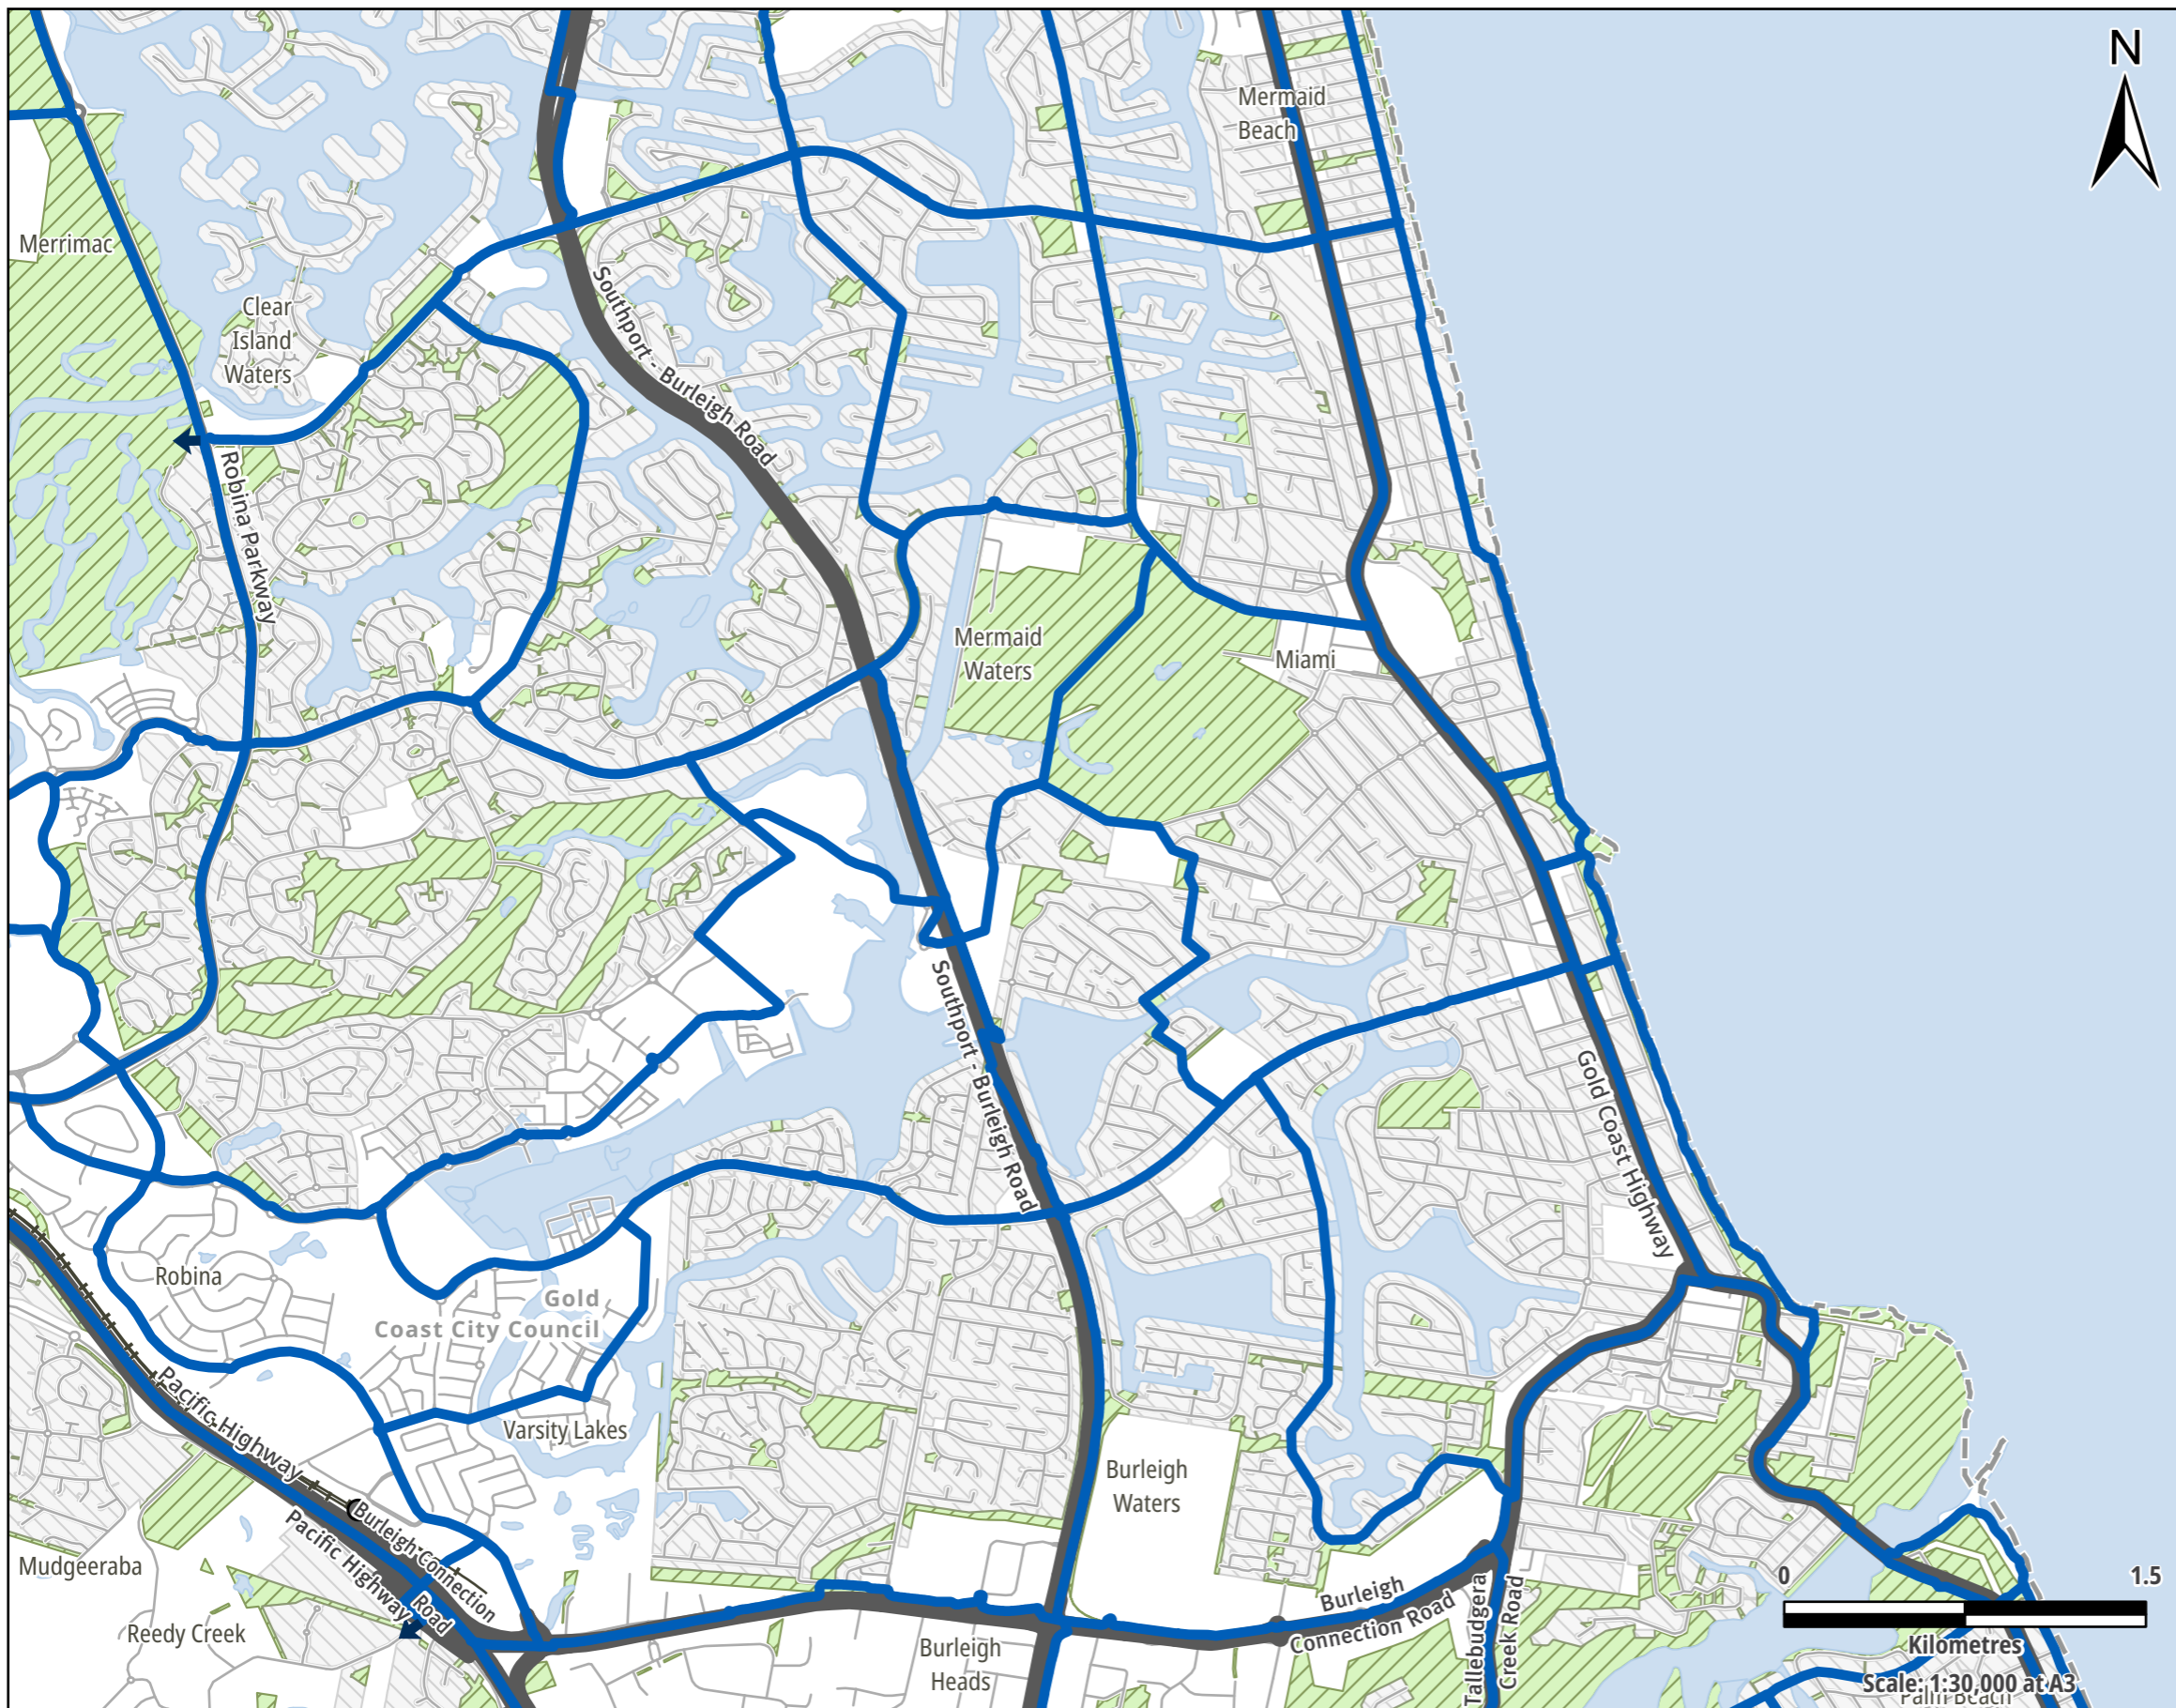 N
Mermaid
Beach
Merrimac
Clear
Island
Waters
Southport - Burleigh Road
Robina Parkway
Mermaid
Waters
Miami
Southport - Burleigh Road
Gold Coast Highway
Robina
Gold
Coast City Council
Pacific Highway
Varsity Lakes
Burleigh
Waters
Burleigh Connection
Road
Pacific Highway
Mudgeeraba
Reedy Creek
Burleigh
Connection Road
Tallebudgera
Creek Road
Burleigh
Heads
0
1.5
Kilometres
Scale: 1:30,000 at A3
Palm Beach